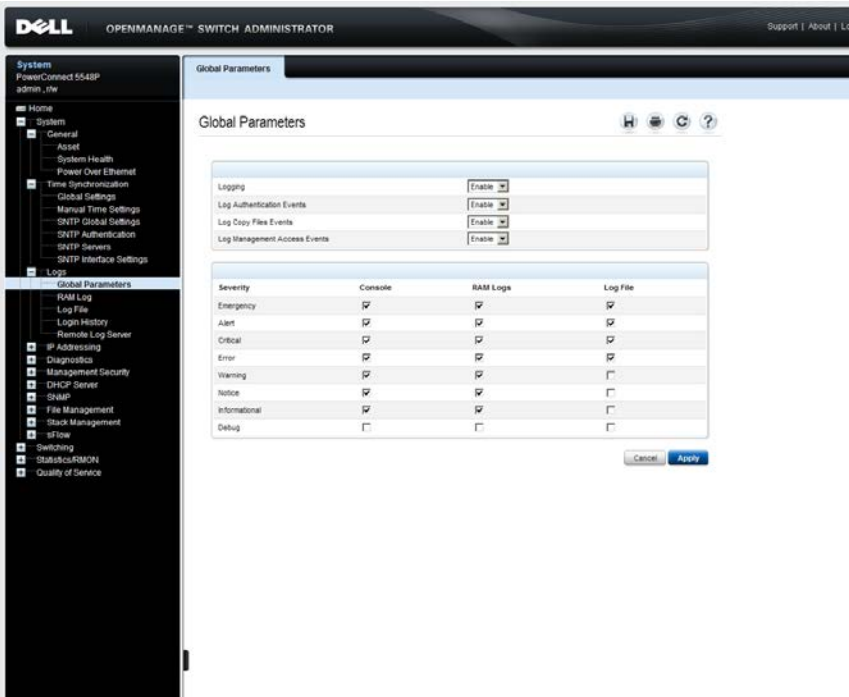 DELL
OPENMANAGE™ SWITCH ADMINISTRATOR
Support | About |
System
PowerConnect 5548P
admin , r/w
Home
System
General
Asset
System Health
Power Over Ethernet
Time Synchronization
Global Settings
Manual Time Settings
SNTP Global Settings
SNTP Authentication
SNTP Servers
SNTP Interface Settings
Logs
Global Parameters
RAM Log
Log File
Login History
Remote Log Server
IP Addressing
Diagnostics
Management Security
DHCP Server
SNMP
File Management
Stack Management
sFlow
Switching
Statistics/RMON
Quality of Service
Global Parameters
Global Parameters
Logging Enable
Log Authentication Events Enable
Log Copy Files Events Enable
Log Management Access Events Enable
Severity Console RAM Logs Log File
Emergency
Alert
Critical
Error
Warning
Notice
Informational
Debug
Cancel Apply